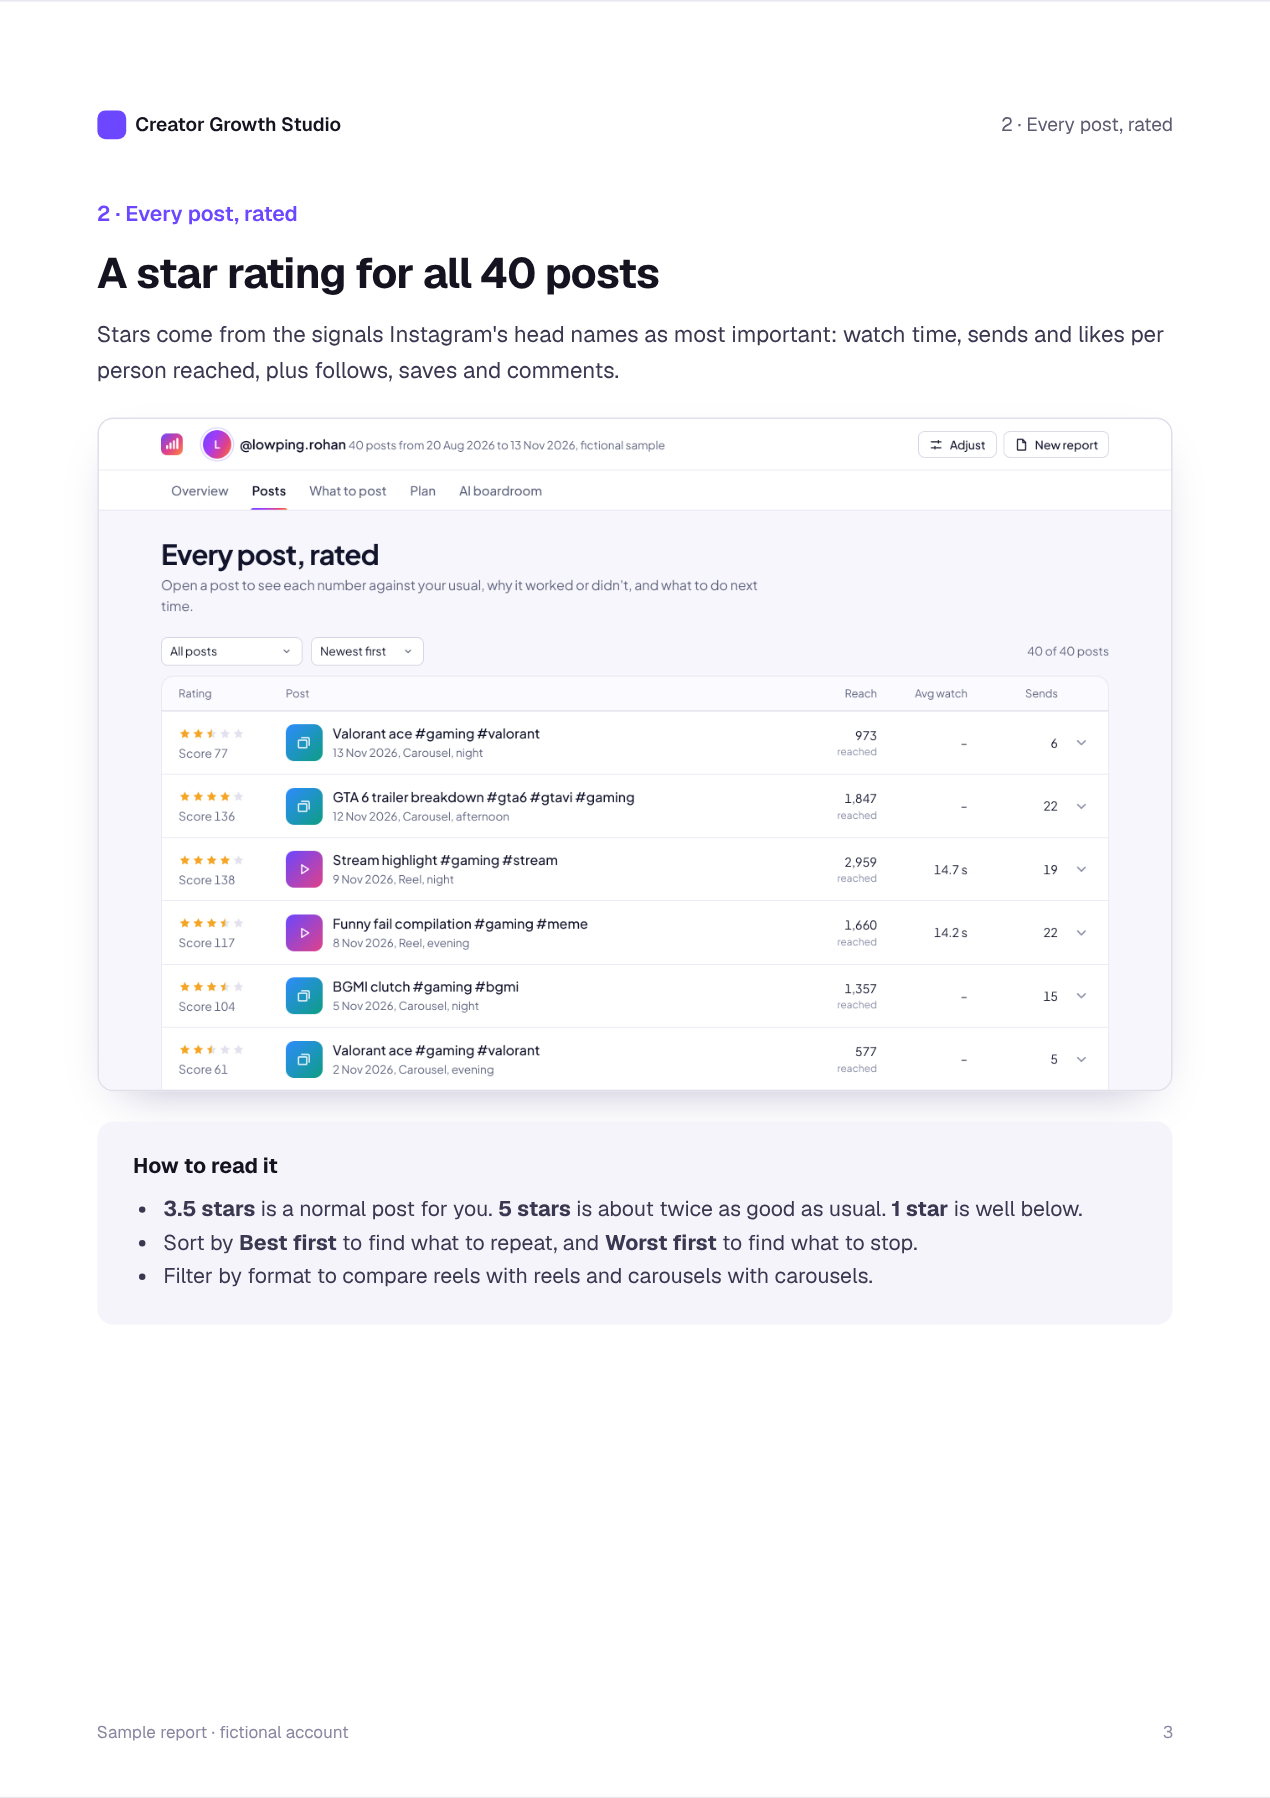 Creator Growth Studio
2 · Every post, rated
2 · Every post, rated
A star rating for all 40 posts
Stars come from the signals Instagram's head names as most important: watch time, sends and likes per
person reached, plus follows, saves and comments.
L
@lowping.rohan 40 posts from 20 Aug 2026 to 13 Nov 2026, fictional sample
Adjust
New report
Overview
Posts
What to post
Plan
AI boardroom
Every post, rated
Open a post to see each number against your usual, why it worked or didn't, and what to do next
time.
All posts
Newest first
40 of 40 posts
Rating
Post
Reach
Avg watch
Sends
Valorant ace #gaming #valorant
973
Score 77
13 Nov 2026, Carousel, night
reached
–
6
GTA 6 trailer breakdown #gta6 #gtavi #gaming
1,847
Score 136
12 Nov 2026, Carousel, afternoon
reached
–
22
Stream highlight #gaming #stream
2,959
Score 138
9 Nov 2026, Reel, night
reached
14.7 s
19
Funny fail compilation #gaming #meme
1,660
Score 117
8 Nov 2026, Reel, evening
reached
14.2 s
22
BGMI clutch #gaming #bgmi
1,357
Score 104
5 Nov 2026, Carousel, night
reached
–
15
Valorant ace #gaming #valorant
577
Score 61
2 Nov 2026, Carousel, evening
reached
–
5
How to read it
• 3.5 stars is a normal post for you. 5 stars is about twice as good as usual. 1 star is well below.
• Sort by Best first to find what to repeat, and Worst first to find what to stop.
• Filter by format to compare reels with reels and carousels with carousels.
Sample report · fictional account
3